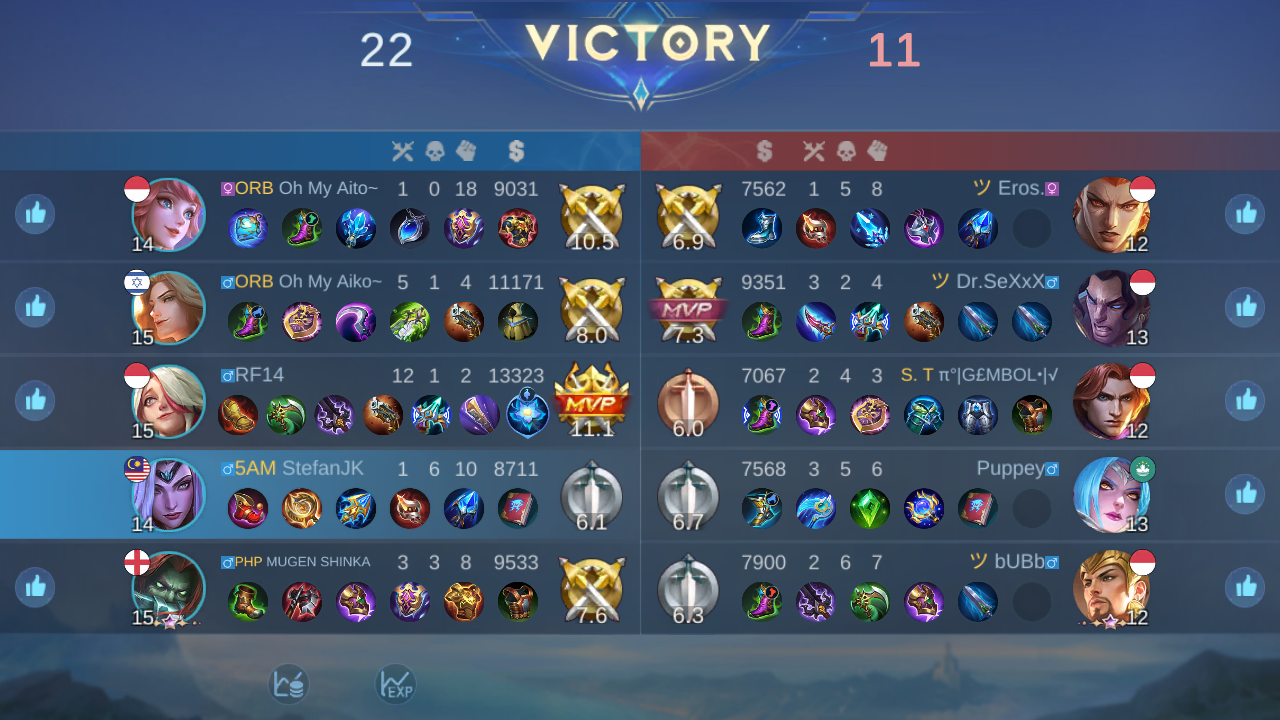 22 VICTORY 11
ORB Oh My Aito~ 1 0 18 9031
14 10.5
7562 1 5 8 ツ Eros.
6.9 12
ORB Oh My Aiko~ 5 1 4 11171
15 8.0
9351 3 2 4 ツ Dr.SeXxX
MVP
7.3 13
RF14 12 1 2 13323
MVP
15 11.1
7067 2 4 3 S. T π°|G£MBOL•|√
6.0 12
5AM StefanJK 1 6 10 8711
14 6.1
7568 3 5 6 Puppey
6.7 13
PHP MUGEN SHINKA 3 3 8 9533
15 7.6
7900 2 6 7 ツ bUBb
6.3 12
EXP